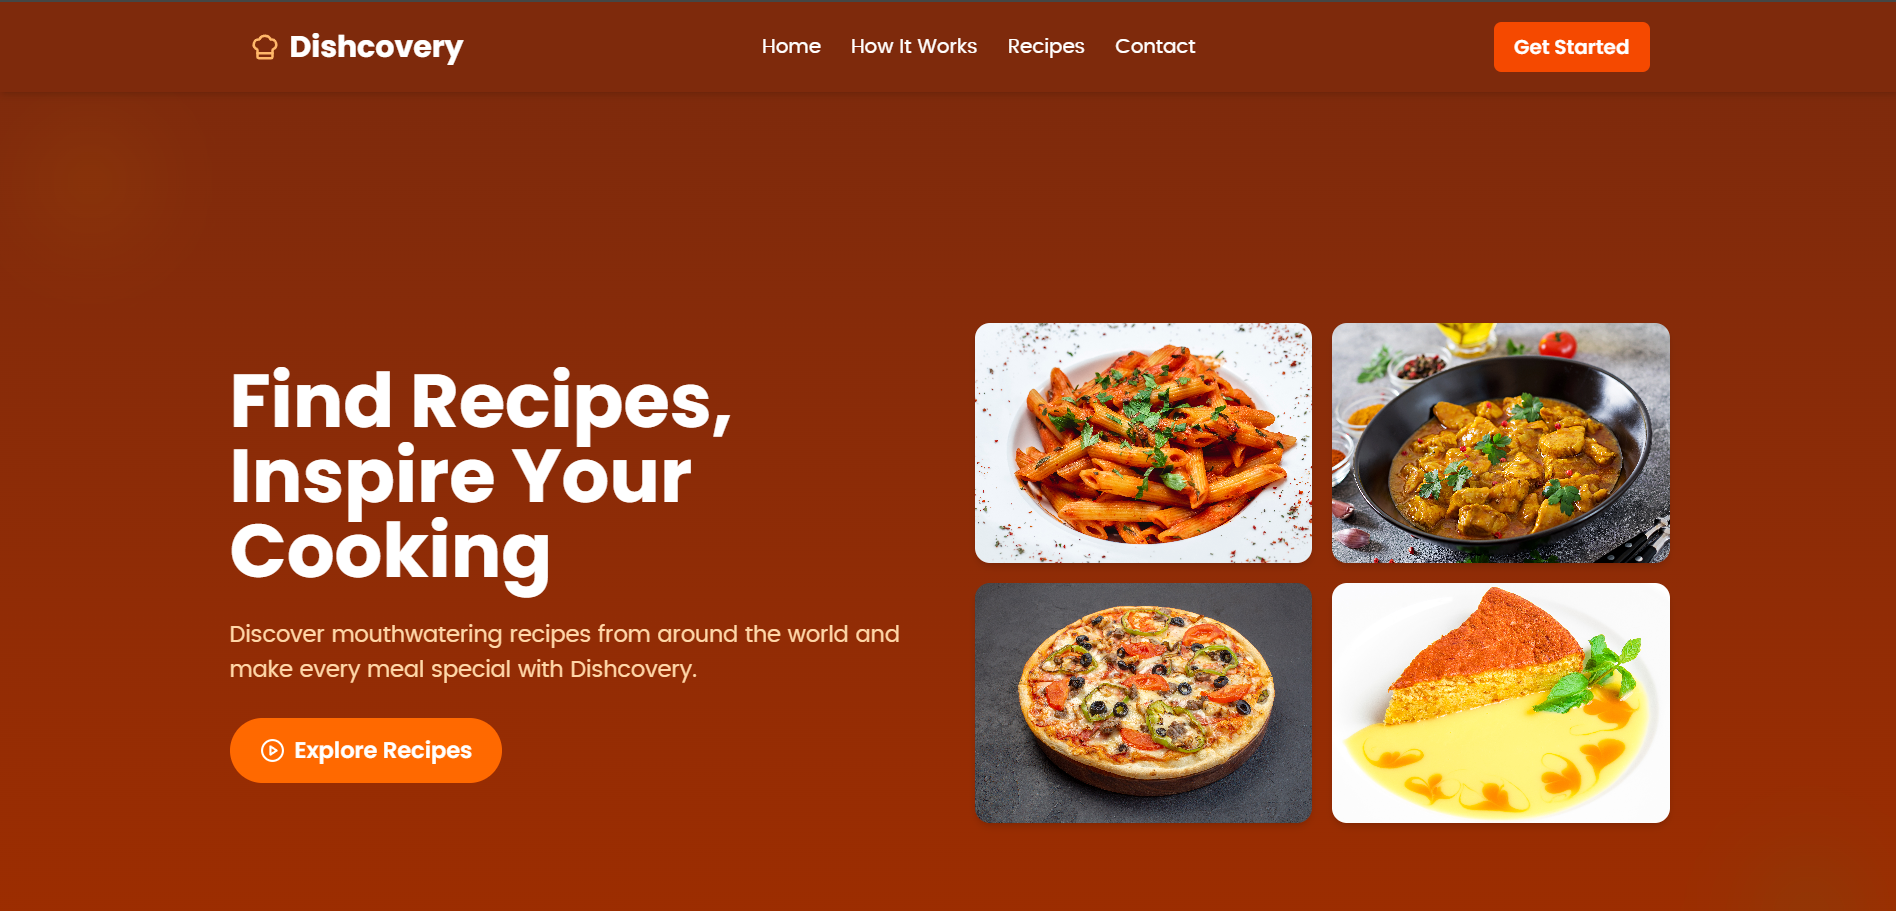 Dishcovery
Home
How It Works
Recipes
Contact
Get Started
Find Recipes,
Inspire Your
Cooking
Discover mouthwatering recipes from around the world and
make every meal special with Dishcovery.
Explore Recipes